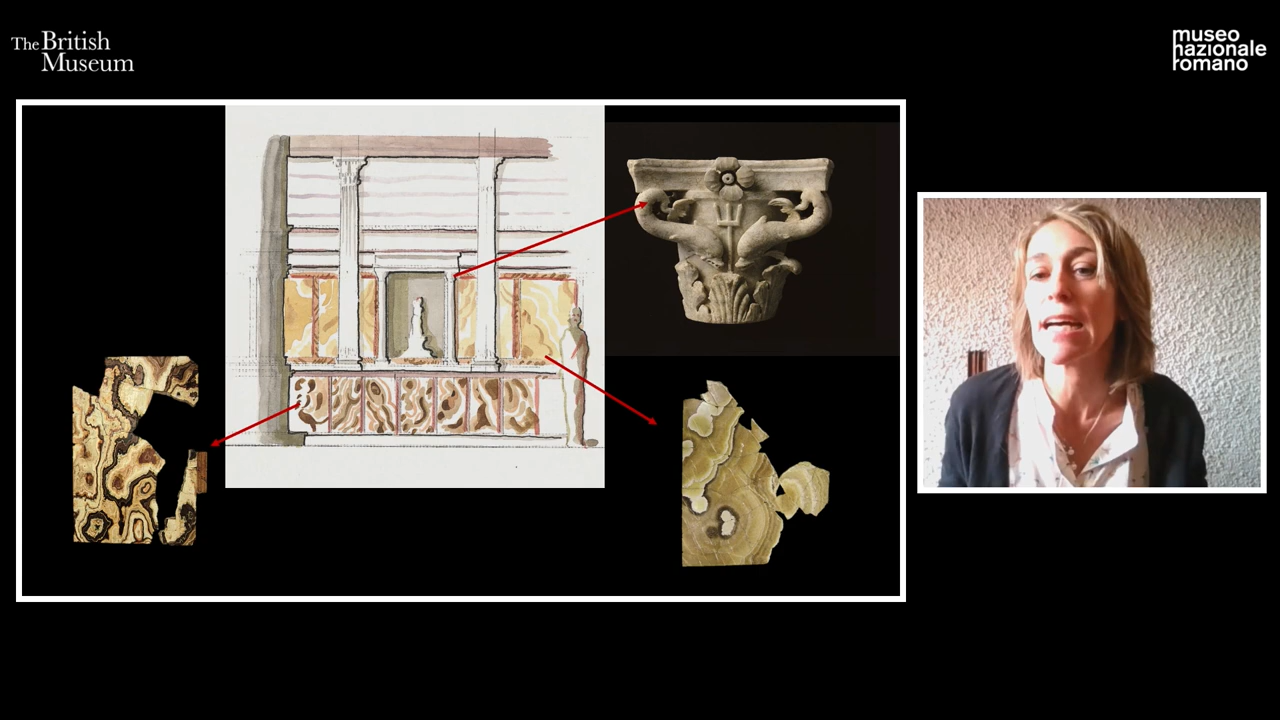 The British
Museum
museo
nazionale
romano